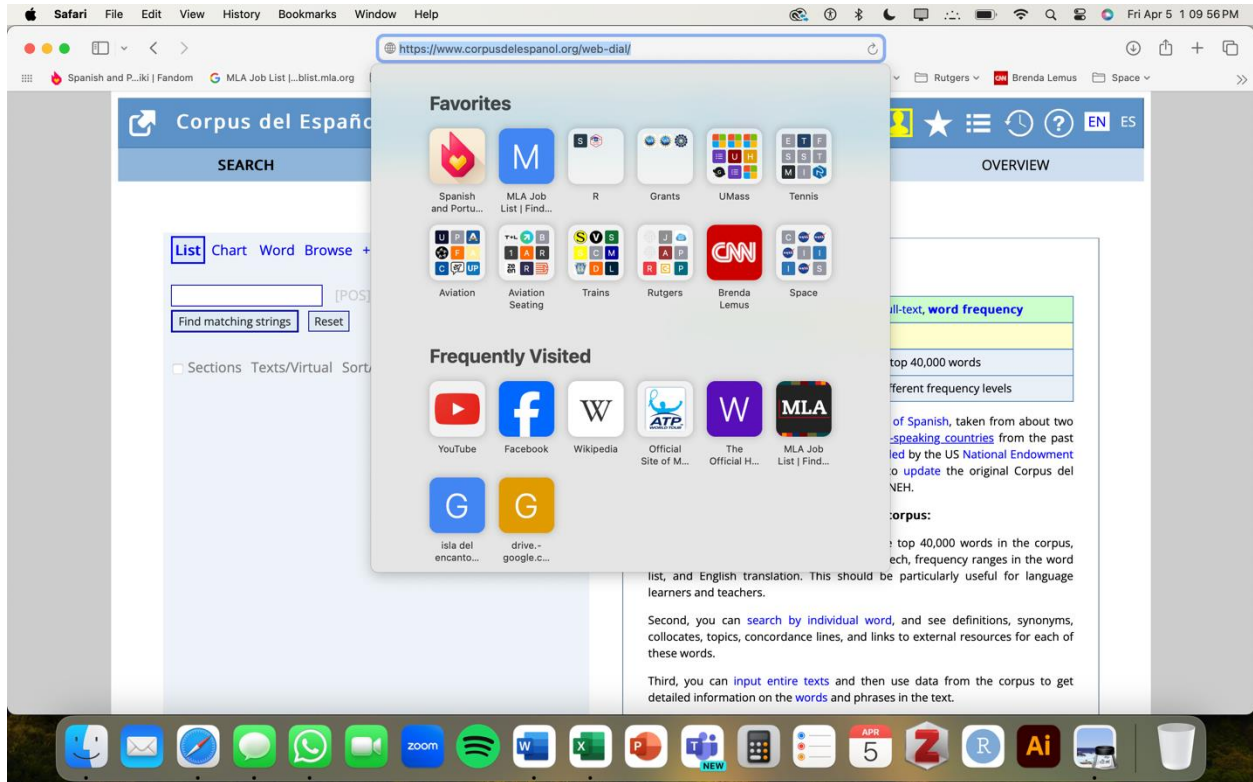 Safari File Edit View History Bookmarks Window Help Fri Apr 5 1 09 56 PM
https://www.corpusdelespanol.org/web-dial/
Spanish and P...iki | Fandom MLA Job List |...blist.mla.org Rutgers Brenda Lemus Space
Corpus del Españo EN ES
SEARCH OVERVIEW
List Chart Word Browse +
[POS]
Find matching strings Reset
Sections Texts/Virtual Sort/
Favorites
Spanish and Portu...
MLA Job List | Find...
R
Grants
UMass
Tennis
Aviation
Aviation Seating
Trains
Rutgers
CNN
Brenda Lemus
Space
Frequently Visited
YouTube
Facebook
Wikipedia
ATP
Official Site of M...
The Official H...
MLA
MLA Job List | Find...
isla del encanto...
drive.-google.c...
ull-text, word frequency
top 40,000 words
fferent frequency levels
of Spanish, taken from about two
-speaking countries from the past
led by the US National Endowment
o update the original Corpus del
NEH.
corpus:
e top 40,000 words in the corpus,
ech, frequency ranges in the word
list, and English translation. This should be particularly useful for language
learners and teachers.
Second, you can search by individual word, and see definitions, synonyms,
collocates, topics, concordance lines, and links to external resources for each of
these words.
Third, you can input entire texts and then use data from the corpus to get
detailed information on the words and phrases in the text.
zoom
NEW
APR
5
Z
R
Ai